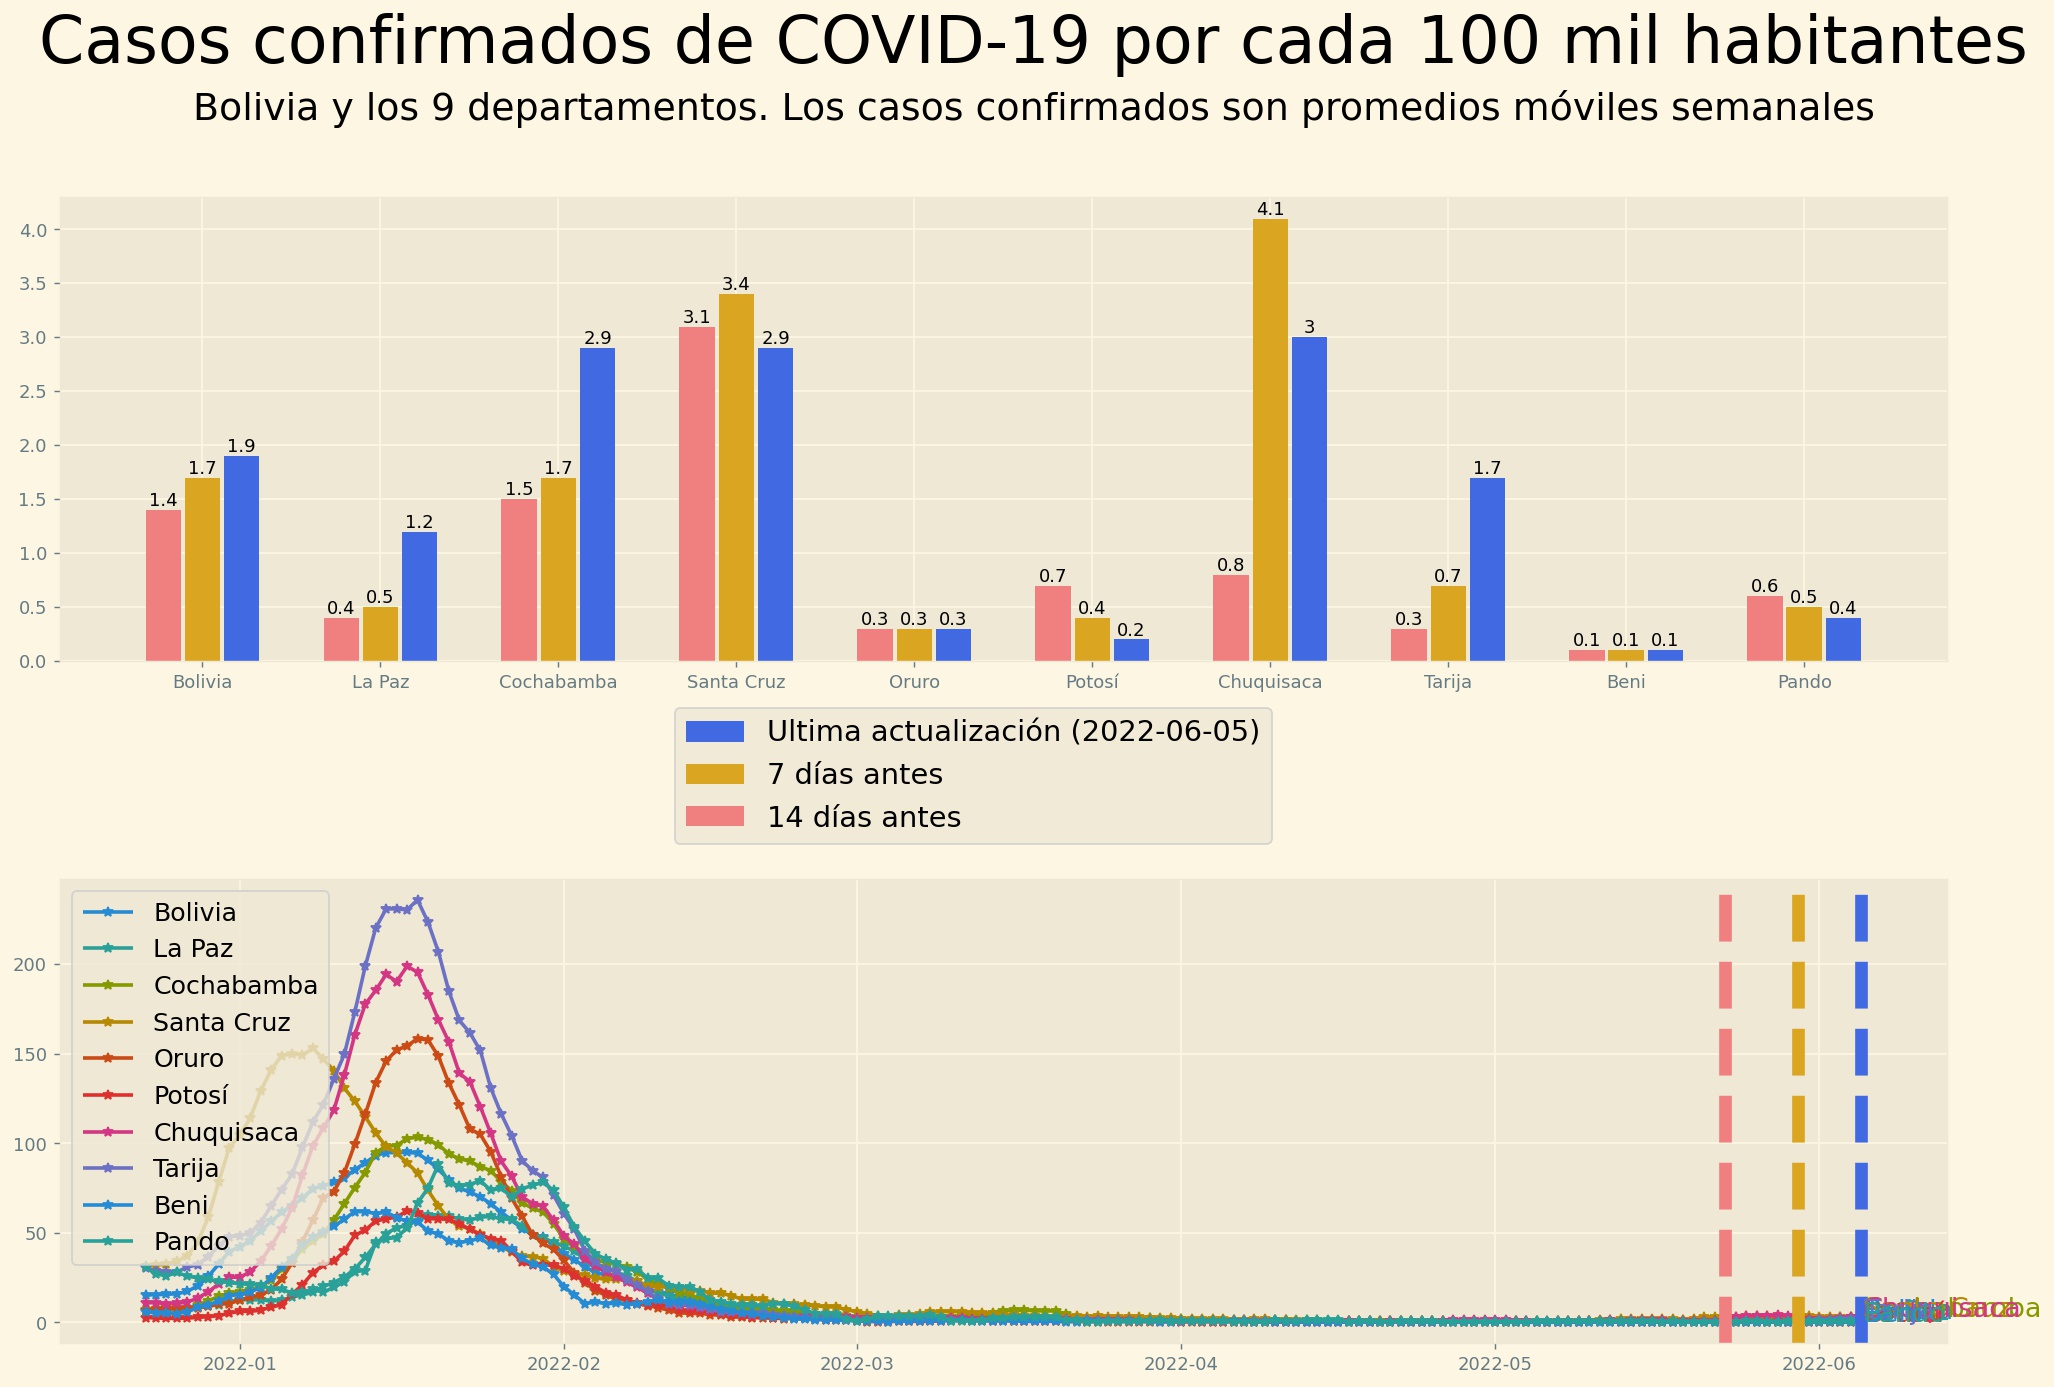 Casos confirmados de COVID-19 por cada 100 mil habitantes
Bolivia y los 9 departamentos. Los casos confirmados son promedios móviles semanales
4.0
3.5
3.0
2.5
2.0
1.5
1.0
0.5
0.0
1.4 1.7 1.9
0.4 0.5 1.2
1.5 1.7 2.9
3.1 3.4 2.9
0.3 0.3 0.3
0.7 0.4 0.2
0.8 4.1 3
0.3 0.7 1.7
0.1 0.1 0.1
0.6 0.5 0.4
Bolivia La Paz Cochabamba Santa Cruz Oruro Potosí Chuquisaca Tarija Beni Pando
Ultima actualización (2022-06-05)
7 días antes
14 días antes
Bolivia
La Paz
Cochabamba
Santa Cruz
Oruro
Potosí
Chuquisaca
Tarija
Beni
Pando
200
150
100
50
0
2022-01 2022-02 2022-03 2022-04 2022-05 2022-06